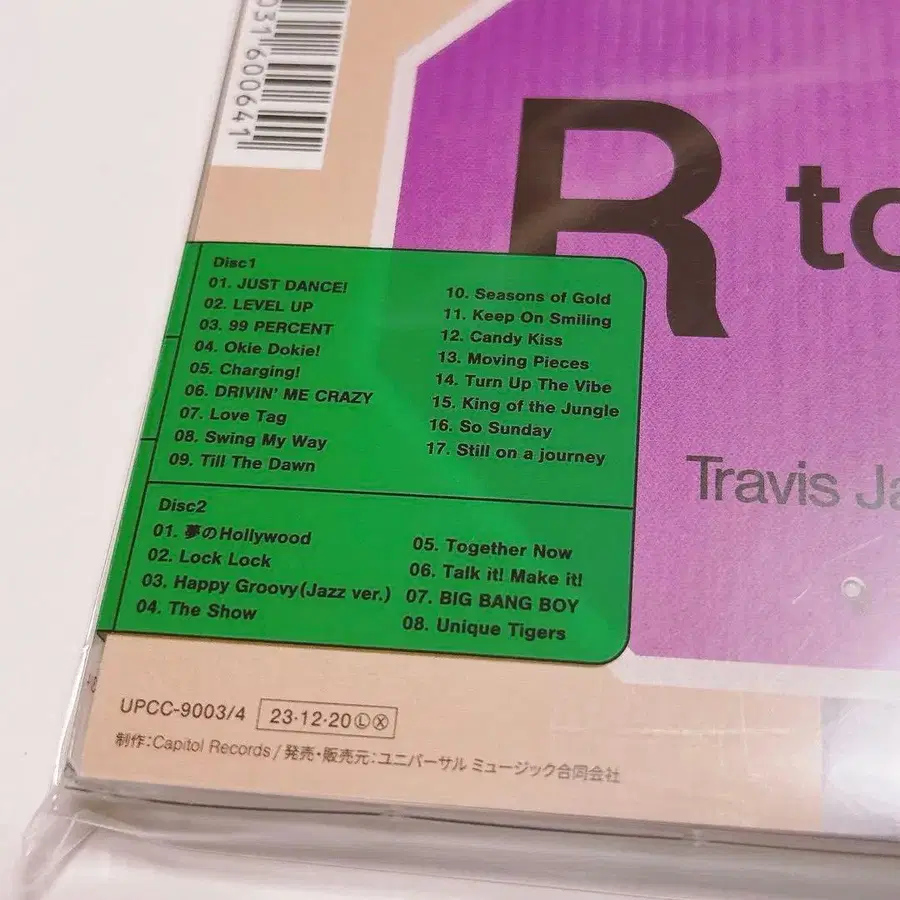 031600641
R to
Disc1
01. JUST DANCE!
02. LEVEL UP
03. 99 PERCENT
04. Okie Dokie!
05. Charging!
06. DRIVIN' ME CRAZY
07. Love Tag
08. Swing My Way
09. Till The Dawn
10. Seasons of Gold
11. Keep On Smiling
12. Candy Kiss
13. Moving Pieces
14. Turn Up The Vibe
15. King of the Jungle
16. So Sunday
17. Still on a journey
Travis Ja
Disc2
01. 夢のHollywood
02. Lock Lock
03. Happy Groovy(Jazz ver.)
04. The Show
05. Together Now
06. Talk it! Make it!
07. BIG BANG BOY
08. Unique Tigers
UPCC-9003/4 23·12·20ⓁⓍ
制作:Capitol Records / 発売・販売元:ユニバーサル ミュージック合同会社